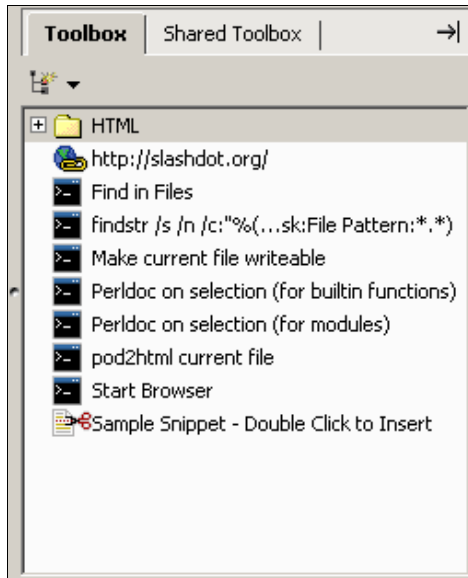 Toolbox Shared Toolbox
HTML
http://slashdot.org/
Find in Files
findstr /s /n /c:"%(...sk:File Pattern:*.*)
Make current file writeable
Perldoc on selection (for builtin functions)
Perldoc on selection (for modules)
pod2html current file
Start Browser
Sample Snippet - Double Click to Insert